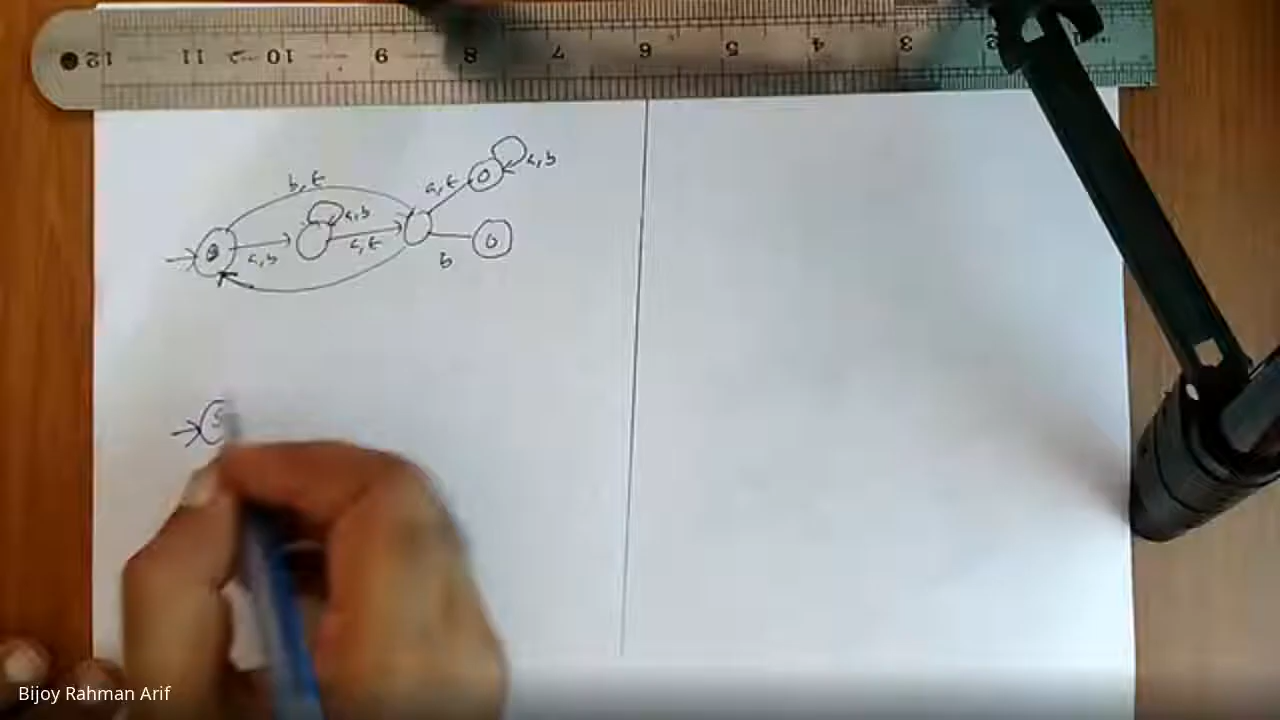 12 11 10 9 8 7 6 5 4 3 2
b, ε
a, ε
a, b
a, b
a, b
a, ε
b
Bijoy Rahman Arif